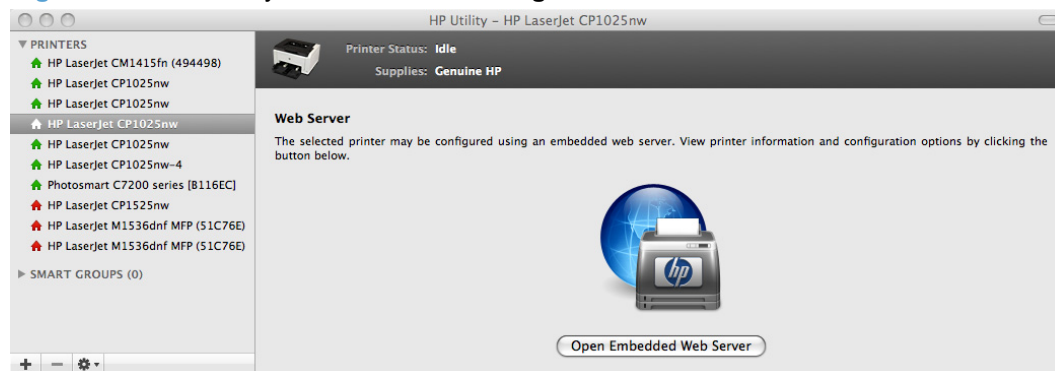 HP Utility – HP LaserJet CP1025nw
PRINTERS
HP LaserJet CM1415fn (494498)
HP LaserJet CP1025nw
HP LaserJet CP1025nw
HP LaserJet CP1025nw
HP LaserJet CP1025nw
HP LaserJet CP1025nw-4
Photosmart C7200 series [B116EC]
HP LaserJet CP1525nw
HP LaserJet M1536dnf MFP (51C76E)
HP LaserJet M1536dnf MFP (51C76E)
SMART GROUPS (0)
Printer Status: Idle
Supplies: Genuine HP
Web Server
The selected printer may be configured using an embedded web server. View printer information and configuration options by clicking the
button below.
hp
Open Embedded Web Server